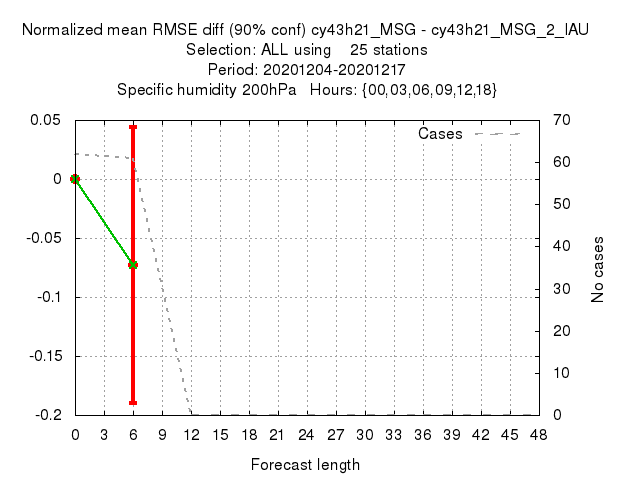 Normalized mean RMSE diff (90% conf) cy43h21_MSG - cy43h21_MSG_2_IAU
Selection: ALL using    25 stations
Period: 20201204-20201217
Specific humidity 200hPa   Hours: {00,03,06,09,12,18}
Cases
0.05
0
-0.05
-0.1
-0.15
-0.2
70
60
50
40
30
20
10
0
No cases
0 3 6 9 12 15 18 21 24 27 30 33 36 39 42 45 48
Forecast length